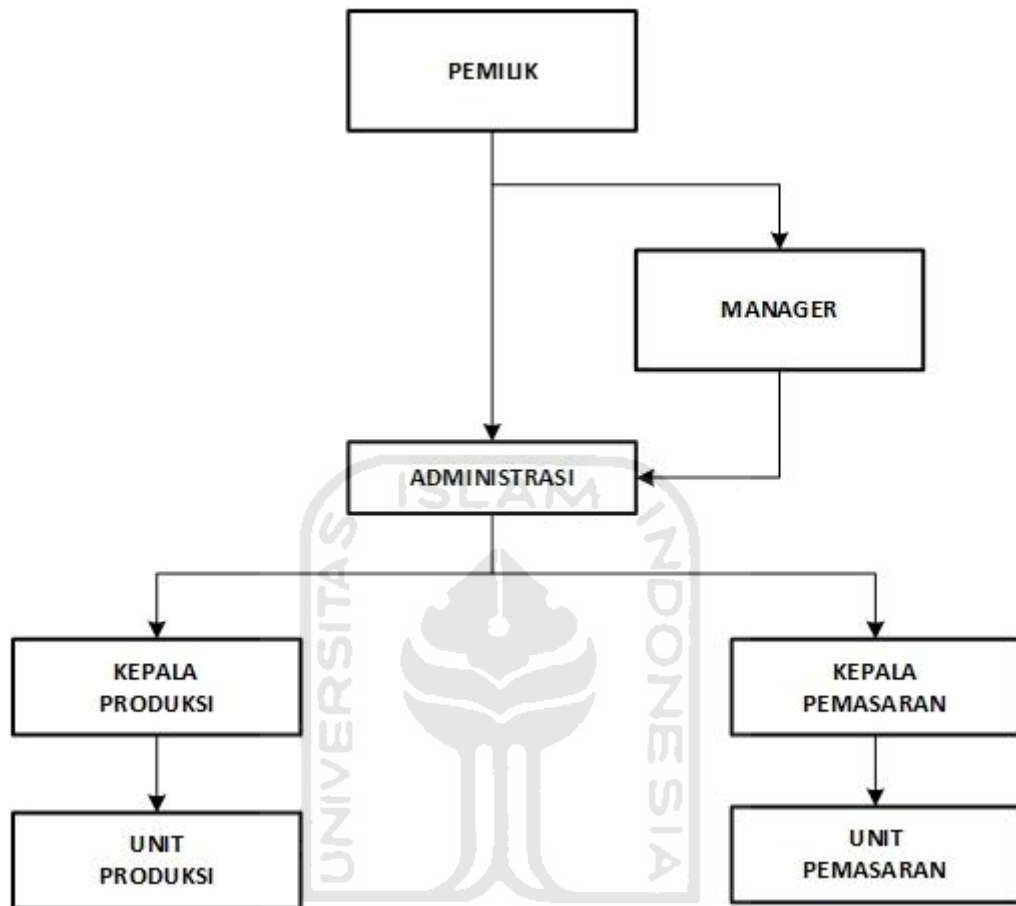 PEMILIK
MANAGER
ADMINISTRASI
ISLAM
UNIVERSITAS
INDONESIA
KEPALA
PRODUKSI
KEPALA
PEMASARAN
UNIT
PRODUKSI
UNIT
PEMASARAN